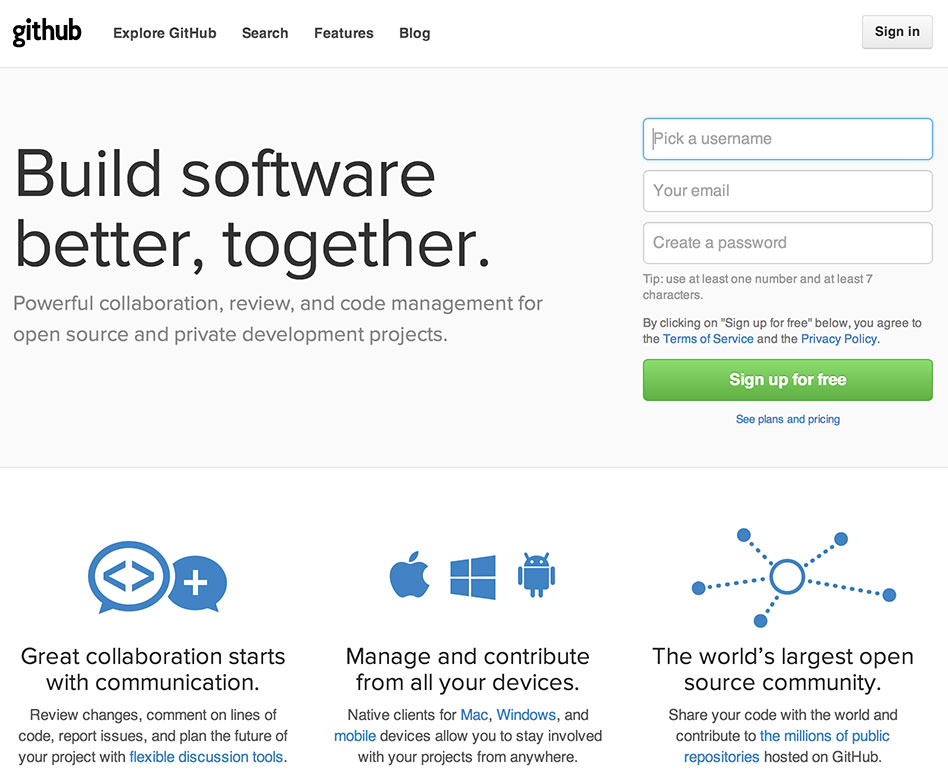 github
Explore GitHub
Search
Features
Blog
Sign in
Build software
better, together.
Powerful collaboration, review, and code management for
open source and private development projects.
Pick a username
Your email
Create a password
Tip: use at least one number and at least 7
characters.
By clicking on "Sign up for free" below, you agree to
the Terms of Service and the Privacy Policy.
Sign up for free
See plans and pricing
Great collaboration starts
with communication.
Review changes, comment on lines of
code, report issues, and plan the future of
your project with flexible discussion tools.
Manage and contribute
from all your devices.
Native clients for Mac, Windows, and
mobile devices allow you to stay involved
with your projects from anywhere.
The world’s largest open
source community.
Share your code with the world and
contribute to the millions of public
repositories hosted on GitHub.